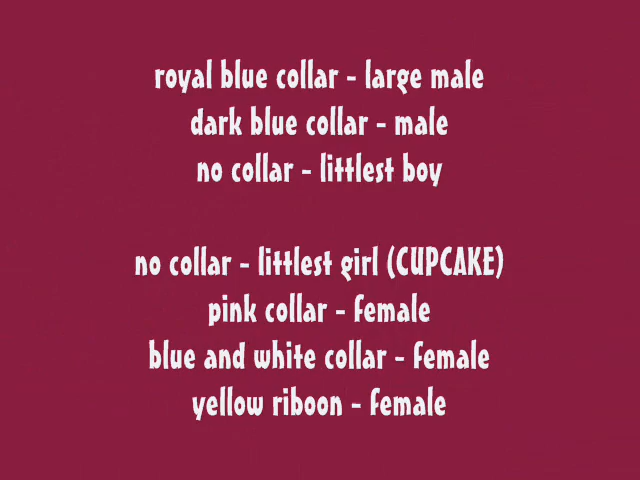 royal blue collar - large male
dark blue collar - male
no collar - littlest boy
no collar - littlest girl (CUPCAKE)
pink collar - female
blue and white collar - female
yellow riboon - female